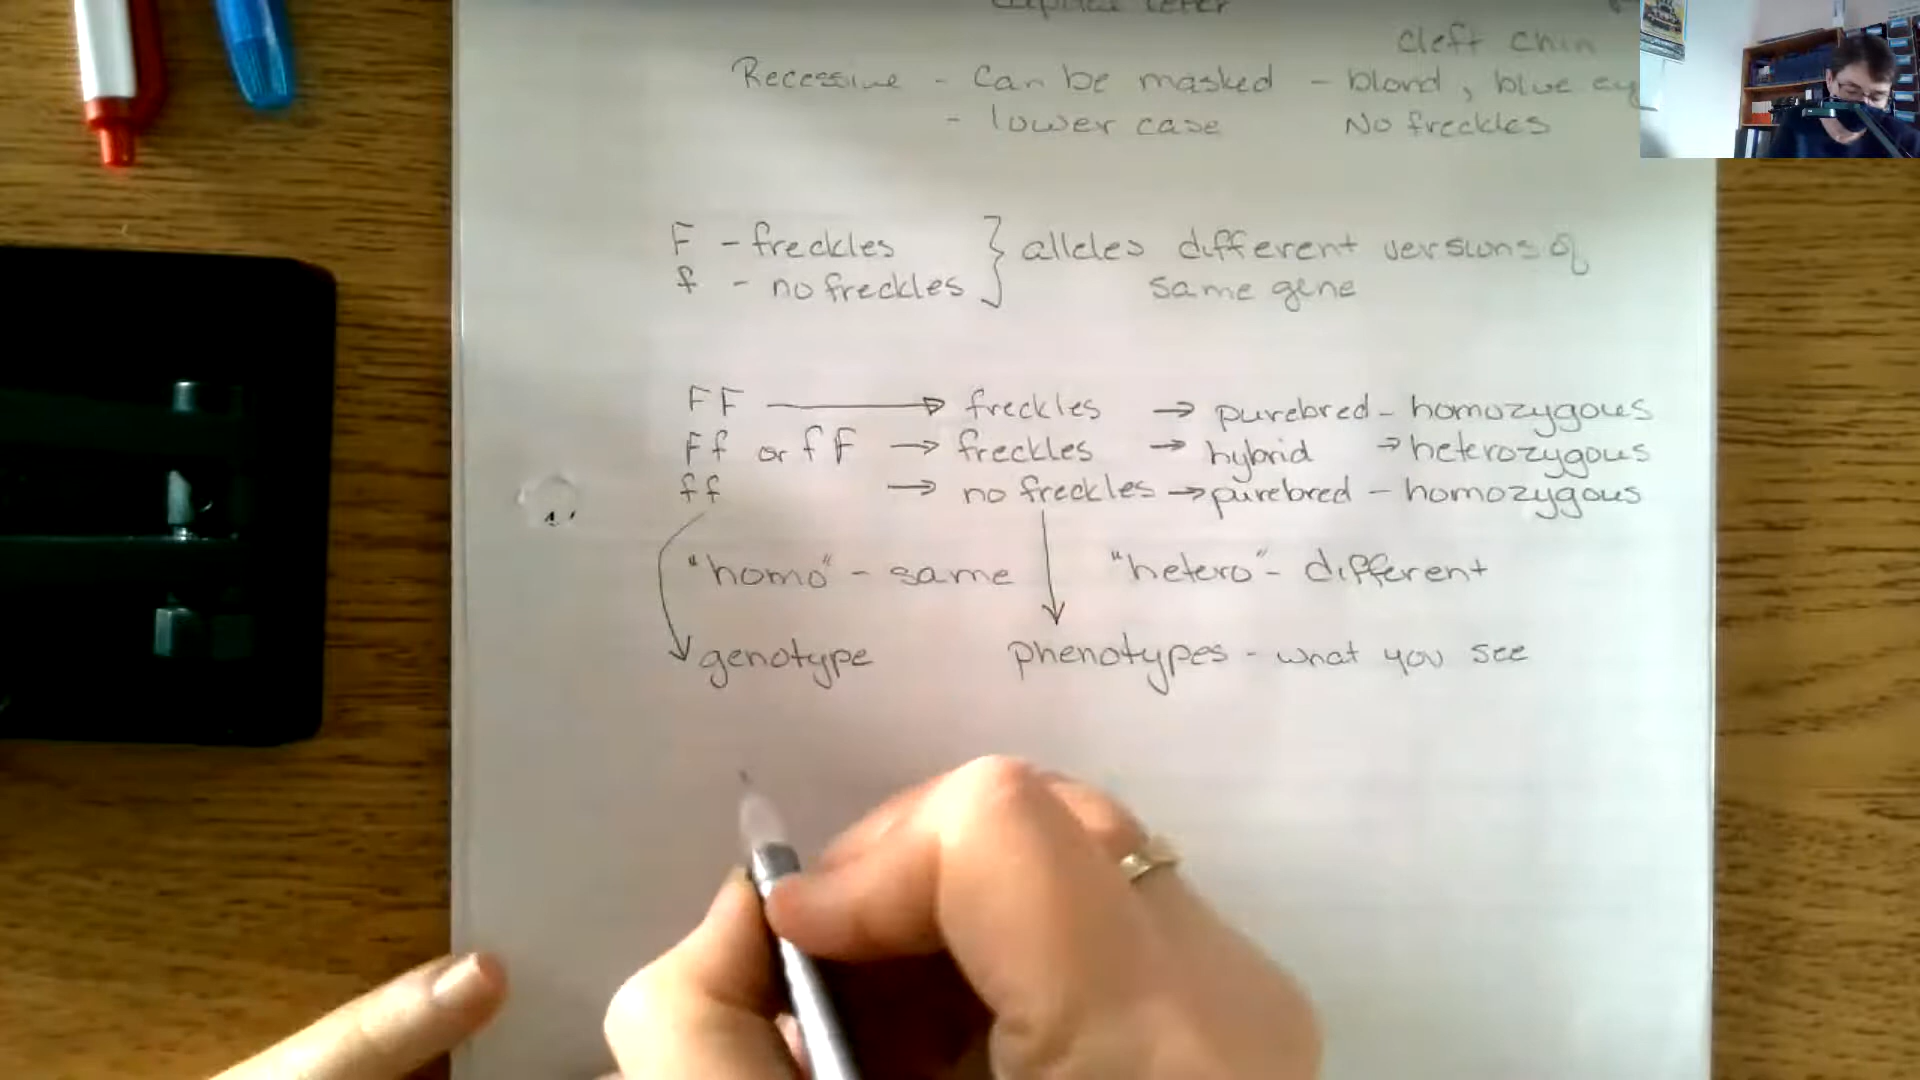 capital letter
cleft chin
Recessive - can be masked - blond, blue
- lower case No freckles
F - freckles } alleles different versions of
f - no freckles same gene
FF → freckles → purebred - homozygous
Ff or fF → freckles → hybrid → heterozygous
ff → no freckles → purebred - homozygous
"homo" - same "hetero" - different
genotype phenotypes - what you see